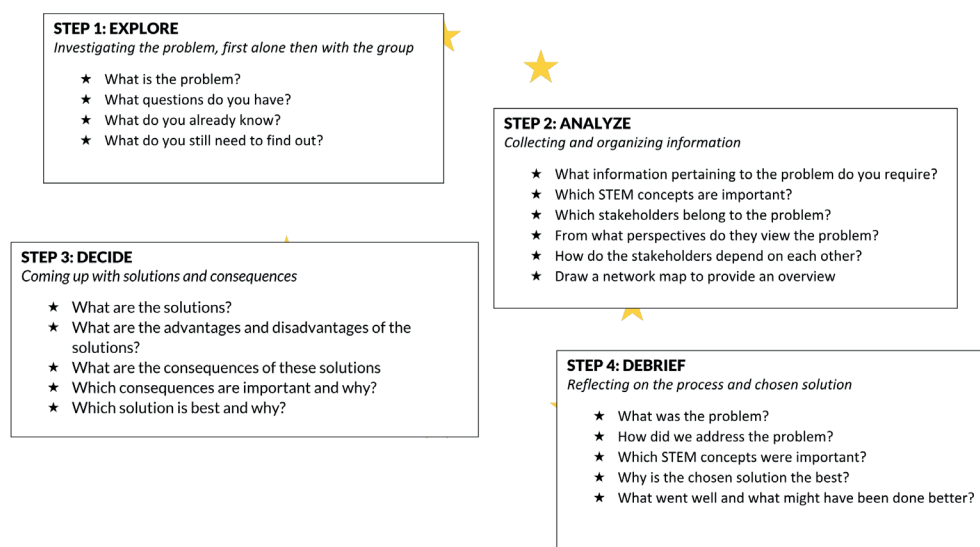 STEP 1: EXPLORE
Investigating the problem, first alone then with the group
★ What is the problem?
★ What questions do you have?
★ What do you already know?
★ What do you still need to find out?
STEP 2: ANALYZE
Collecting and organizing information
★ What information pertaining to the problem do you require?
★ Which STEM concepts are important?
★ Which stakeholders belong to the problem?
★ From what perspectives do they view the problem?
★ How do the stakeholders depend on each other?
★ Draw a network map to provide an overview
STEP 3: DECIDE
Coming up with solutions and consequences
★ What are the solutions?
★ What are the advantages and disadvantages of the
solutions?
★ What are the consequences of these solutions
★ Which consequences are important and why?
★ Which solution is best and why?
STEP 4: DEBRIEF
Reflecting on the process and chosen solution
★ What was the problem?
★ How did we address the problem?
★ Which STEM concepts were important?
★ Why is the chosen solution the best?
★ What went well and what might have been done better?